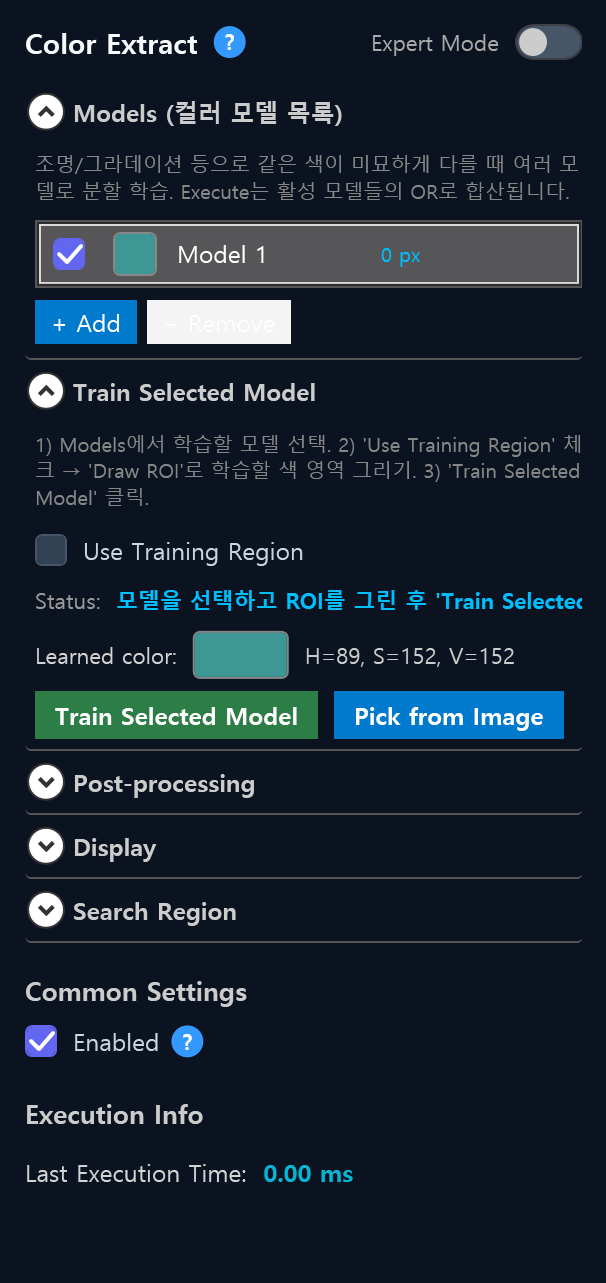 Color Extract ? Expert Mode
Models (컬러 모델 목록)
조명/그라데이션 등으로 같은 색이 미묘하게 다를 때 여러 모
델로 분할 학습. Execute는 활성 모델들의 OR로 합산됩니다.
Model 1 0 px
+ Add − Remove
Train Selected Model
1) Models에서 학습할 모델 선택. 2) 'Use Training Region' 체
크 → 'Draw ROI'로 학습할 색 영역 그리기. 3) 'Train Selected
Model' 클릭.
Use Training Region
Status: 모델을 선택하고 ROI를 그린 후 'Train Selected
Learned color: H=89, S=152, V=152
Train Selected Model Pick from Image
Post-processing
Display
Search Region
Common Settings
Enabled ?
Execution Info
Last Execution Time: 0.00 ms